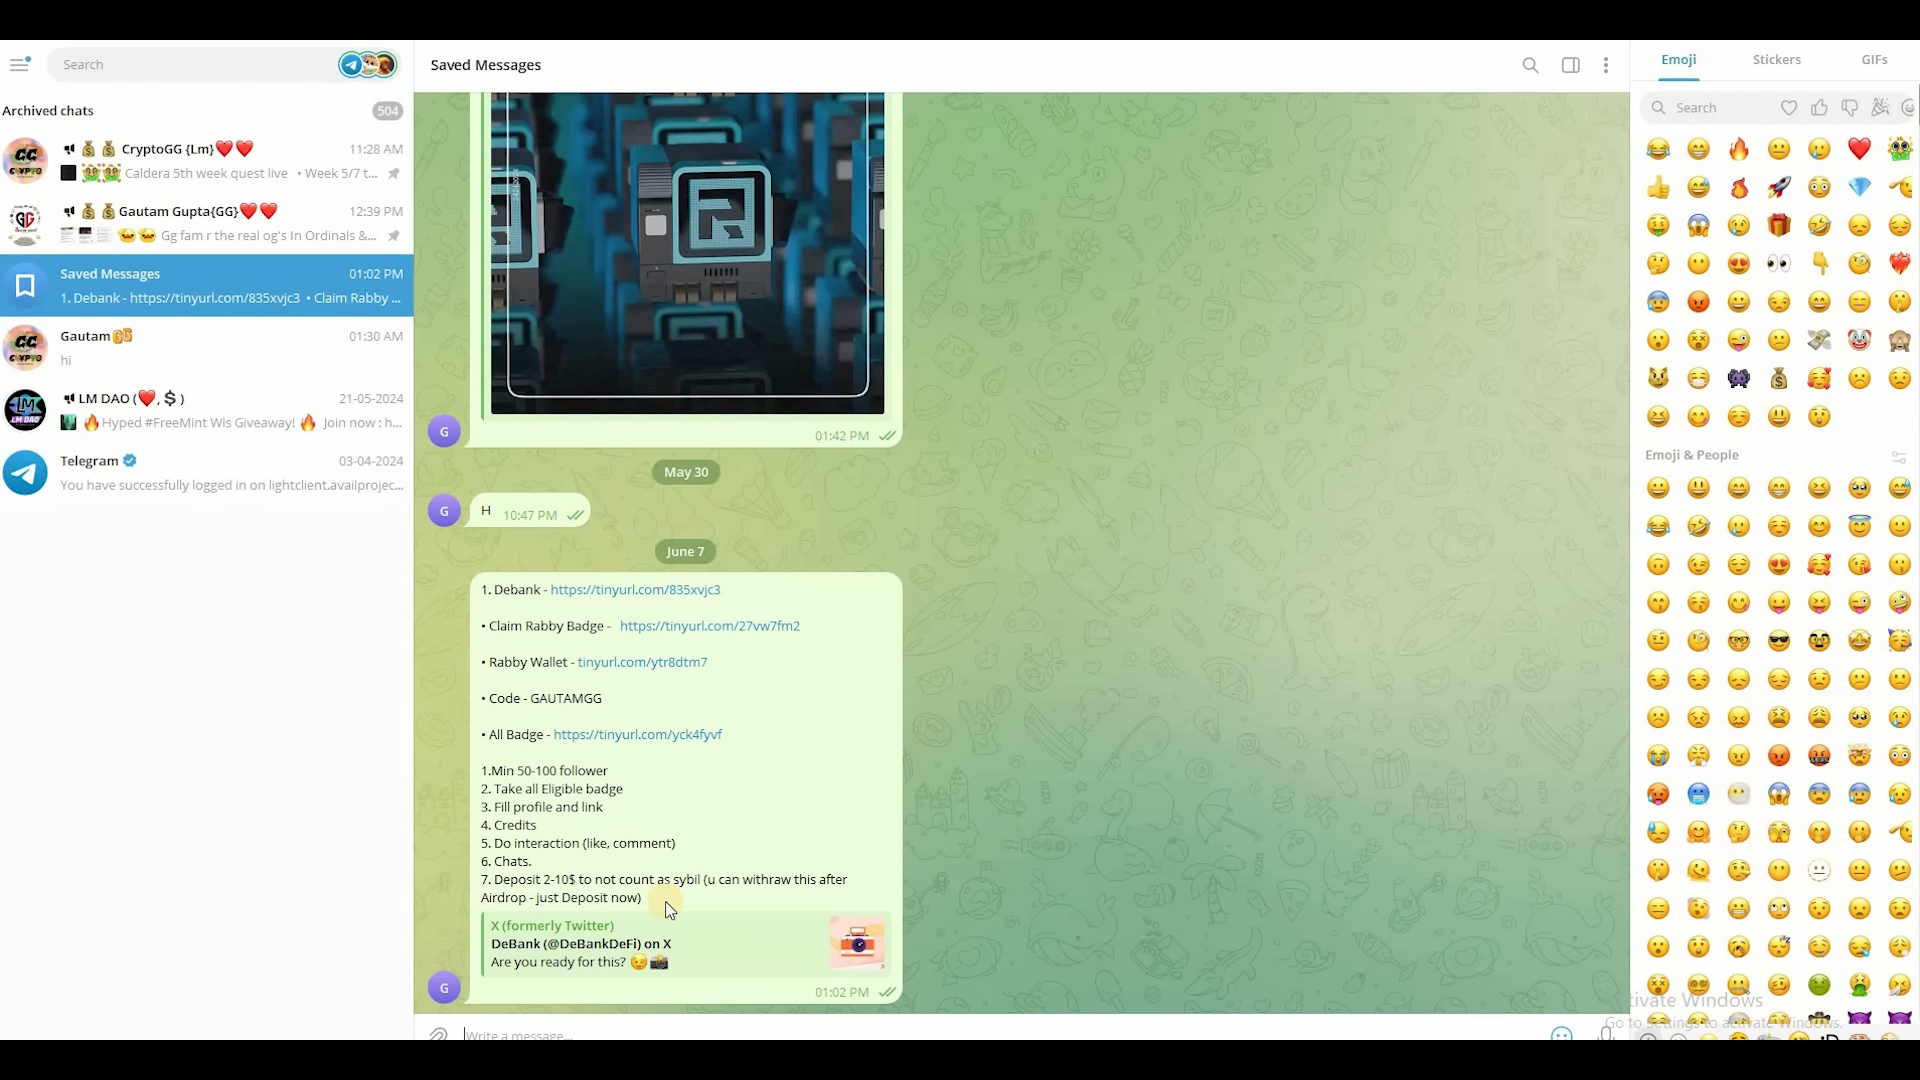 Search
Saved Messages
Emoji
Stickers
GIFs
Search
Archived chats
504
CryptoGG {Lm}❤️❤️
11:28 AM
Caldera 5th week quest live • Week 5/7 t...
Gautam Gupta{GG}❤️❤️
12:39 PM
Gg fam r the real og's In Ordinals &...
Saved Messages
01:02 PM
1. Debank - https://tinyurl.com/835xvjc3 • Claim Rabby ...
Gautam
01:30 AM
hi
LM DAO (❤️, $ )
21-05-2024
🔥Hyped #FreeMint Wls Giveaway! 🔥 Join now : h...
Telegram
03-04-2024
You have successfully logged in on lightclient.availprojec...
01:42 PM
May 30
G
H
10:47 PM
June 7
1. Debank - https://tinyurl.com/835xvjc3
• Claim Rabby Badge - https://tinyurl.com/27vw7fm2
• Rabby Wallet - tinyurl.com/ytr8dtm7
• Code - GAUTAMGG
• All Badge - https://tinyurl.com/yck4fyvf
1.Min 50-100 follower
2. Take all Eligible badge
3. Fill profile and link
4. Credits
5. Do interaction (like, comment)
6. Chats.
7. Deposit 2-10$ to not count as sybil (u can withraw this after
Airdrop - just Deposit now)
X (formerly Twitter)
DeBank (@DeBankDeFi) on X
Are you ready for this? 😉📸
01:02 PM
G
G
Write a message...
Emoji & People
tivate Windows
Go to Settings to activate Windows.